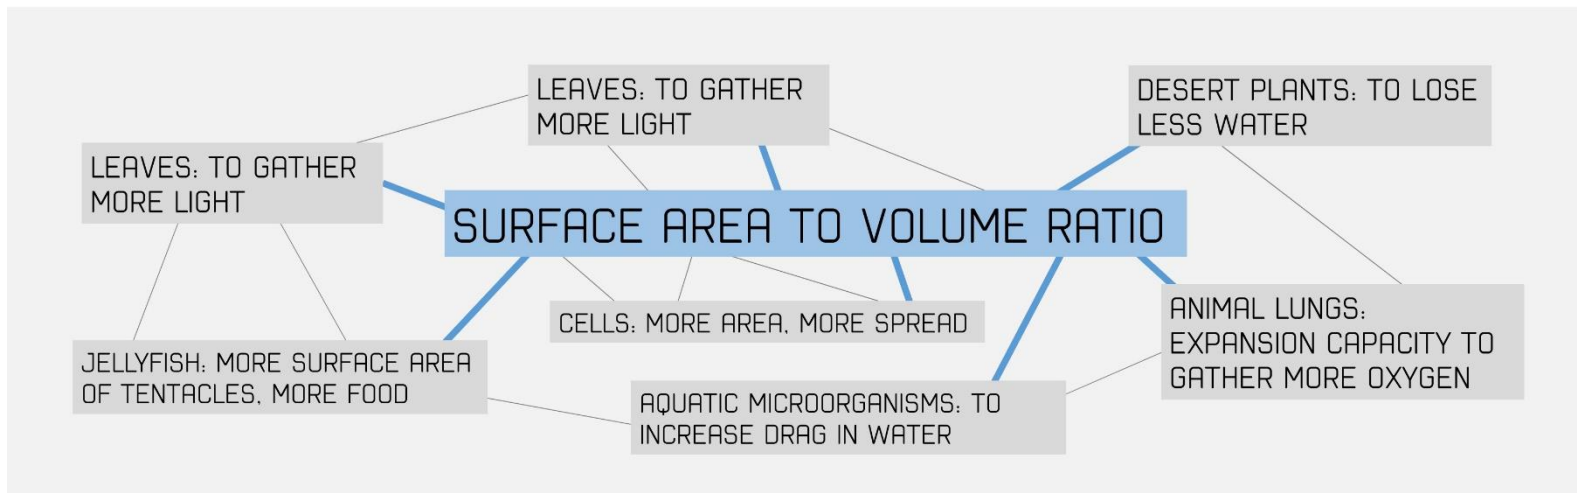 LEAVES: TO GATHER
MORE LIGHT
DESERT PLANTS: TO LOSE
LESS WATER
LEAVES: TO GATHER
MORE LIGHT
SURFACE AREA TO VOLUME RATIO
CELLS: MORE AREA, MORE SPREAD
ANIMAL LUNGS:
EXPANSION CAPACITY TO
GATHER MORE OXYGEN
JELLYFISH: MORE SURFACE AREA
OF TENTACLES, MORE FOOD
AQUATIC MICROORGANISMS: TO
INCREASE DRAG IN WATER